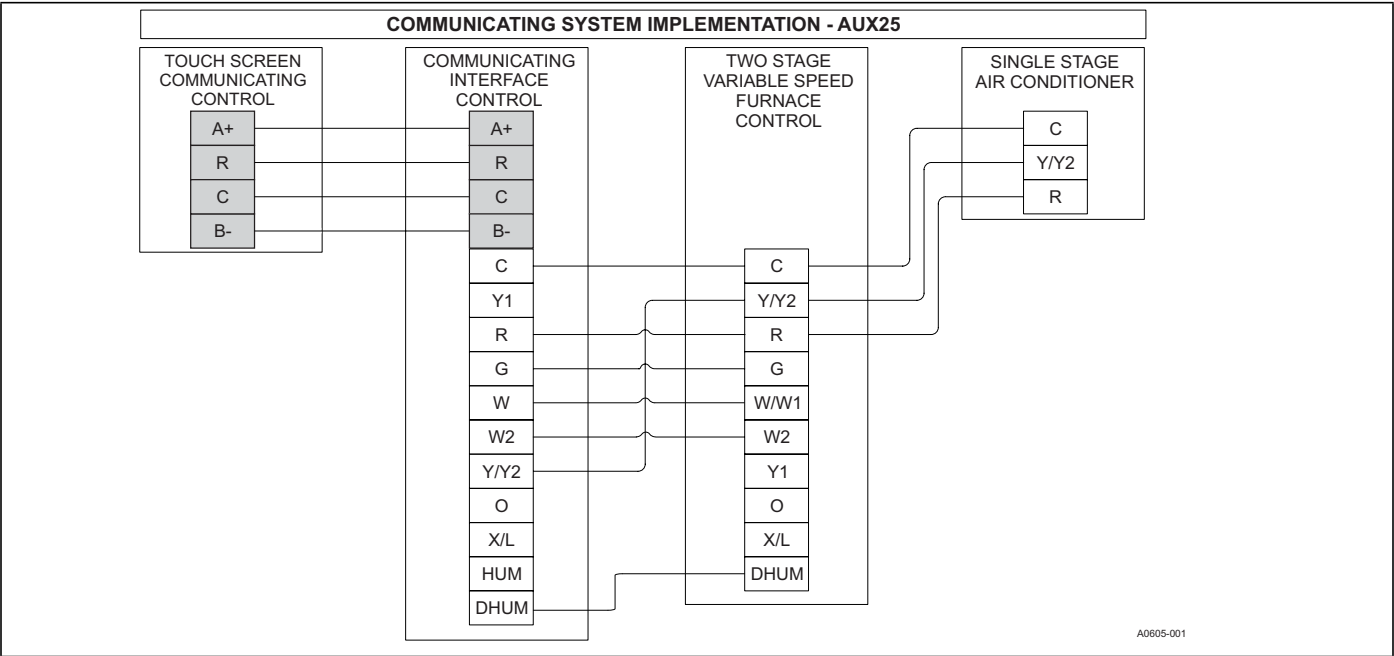 COMMUNICATING SYSTEM IMPLEMENTATION - AUX25
TOUCH SCREEN
COMMUNICATING
CONTROL
A+
R
C
B-
COMMUNICATING
INTERFACE
CONTROL
A+
R
C
B-
C
Y1
R
G
W
W2
Y/Y2
O
X/L
HUM
DHUM
TWO STAGE
VARIABLE SPEED
FURNACE
CONTROL
C
Y/Y2
R
G
W/W1
W2
Y1
O
X/L
DHUM
SINGLE STAGE
AIR CONDITIONER
C
Y/Y2
R
A0605-001